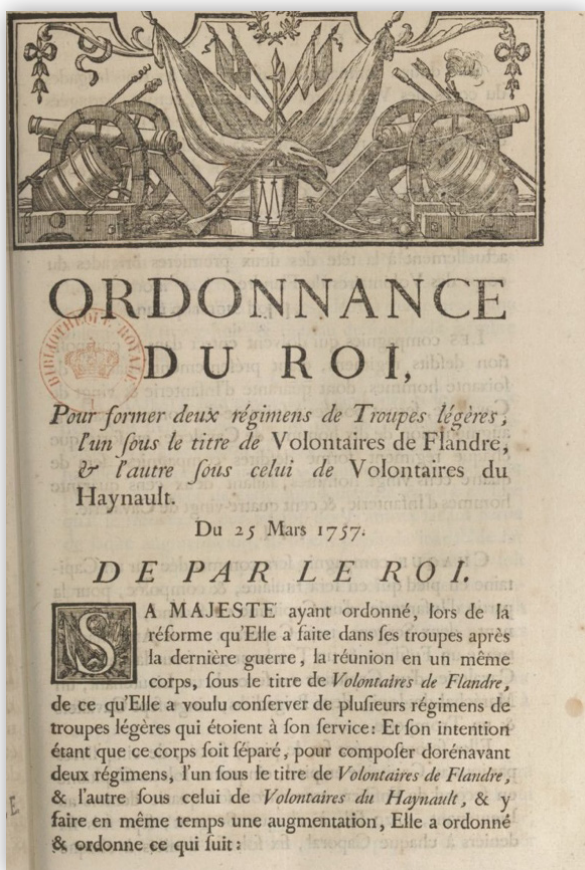 ORDONNANCE
DU ROI,
BIBLIOTHEQUE ROYALE
Pour former deux régimens de Troupes légères,
l'un ſous le titre de Volontaires de Flandre,
& l'autre ſous celui de Volontaires du
Haynault.
Du 25 Mars 1757.
DE PAR LE ROI.
SA MAJESTÉ ayant ordonné, lors de la
réforme qu'Elle a faite dans ſes troupes après
la dernière guerre, la réunion en un même
corps, ſous le titre de Volontaires de Flandre,
de ce qu'Elle a voulu conſerver de pluſieurs régimens de
troupes légères qui étoient à ſon ſervice: Et ſon intention
étant que ce corps ſoit ſéparé, pour compoſer dorénavant
deux régimens, l'un ſous le titre de Volontaires de Flandre,
& l'autre ſous celui de Volontaires du Haynault, & y
faire en même temps une augmentation, Elle a ordonné
& ordonne ce qui ſuit: